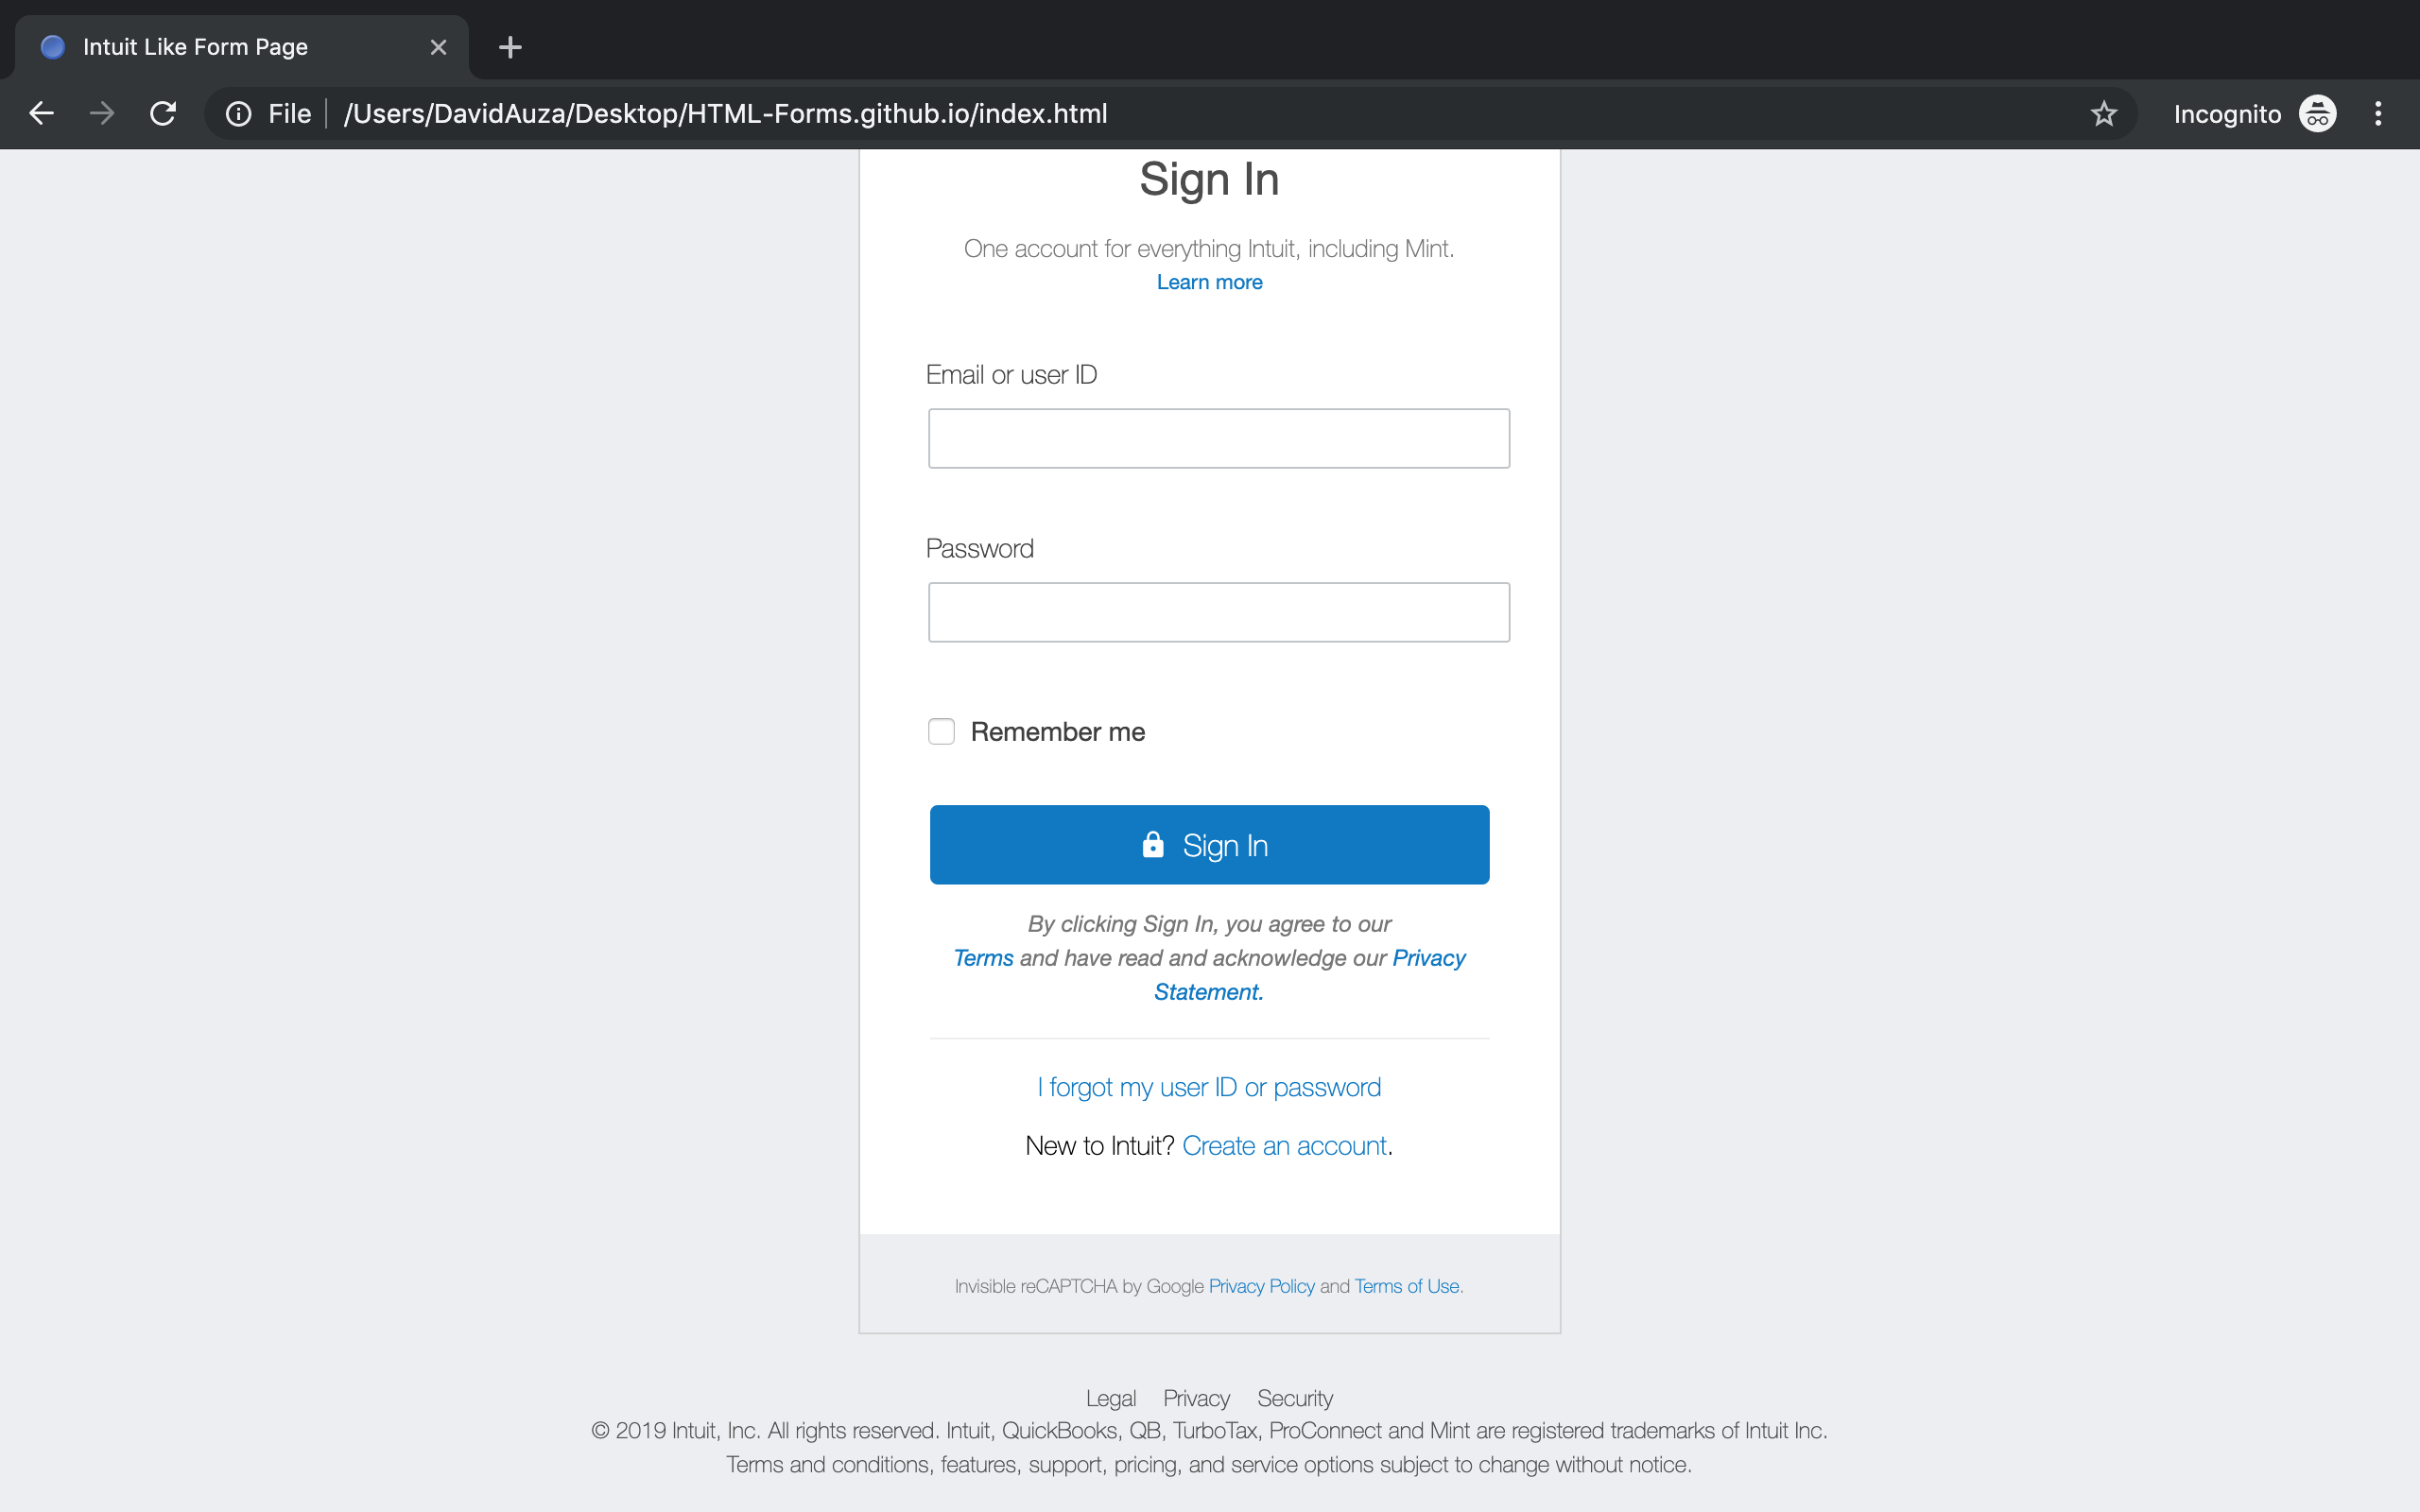 Intuit Like Form Page
File /Users/DavidAuza/Desktop/HTML-Forms.github.io/index.html Incognito
Sign In
One account for everything Intuit, including Mint.
Learn more
Email or user ID
Password
Remember me
Sign In
By clicking Sign In, you agree to our
Terms and have read and acknowledge our Privacy
Statement.
I forgot my user ID or password
New to Intuit? Create an account.
Invisible reCAPTCHA by Google Privacy Policy and Terms of Use.
Legal Privacy Security
© 2019 Intuit, Inc. All rights reserved. Intuit, QuickBooks, QB, TurboTax, ProConnect and Mint are registered trademarks of Intuit Inc.
Terms and conditions, features, support, pricing, and service options subject to change without notice.